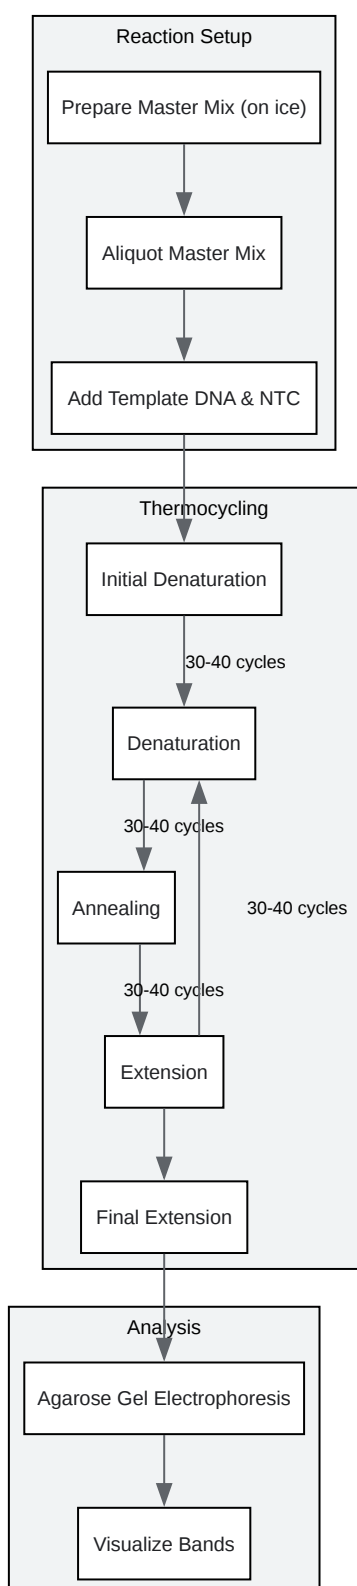 Reaction Setup
Prepare Master Mix (on ice)
Aliquot Master Mix
Add Template DNA & NTC
Thermocycling
Initial Denaturation
30-40 cycles
Denaturation
30-40 cycles
Annealing
30-40 cycles
30-40 cycles
Extension
Final Extension
Analysis
Agarose Gel Electrophoresis
Visualize Bands